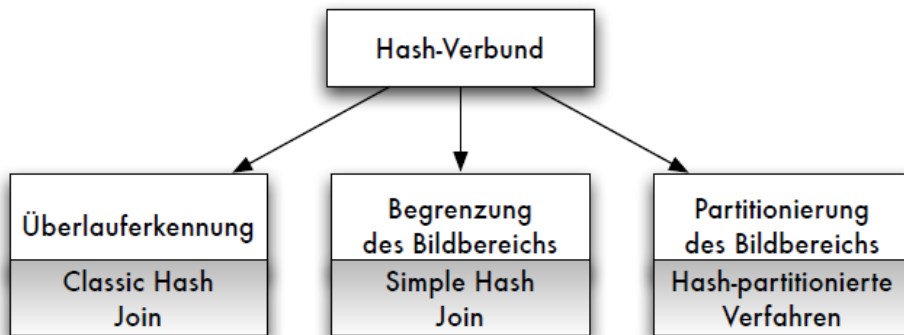 Hash-Verbund
Überlauferkennung
Classic Hash
Join
Begrenzung
des Bildbereichs
Simple Hash
Join
Partitionierung
des Bildbereichs
Hash-partitionierte
Verfahren